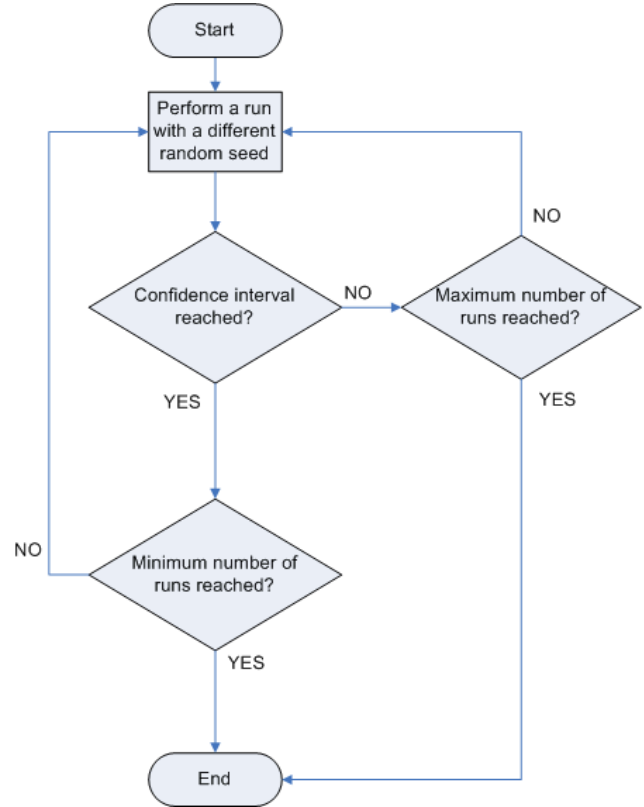 Start
Perform a run
with a different
random seed
NO
Confidence interval
reached?
NO
Maximum number of
runs reached?
YES
YES
NO
Minimum number of
runs reached?
YES
End